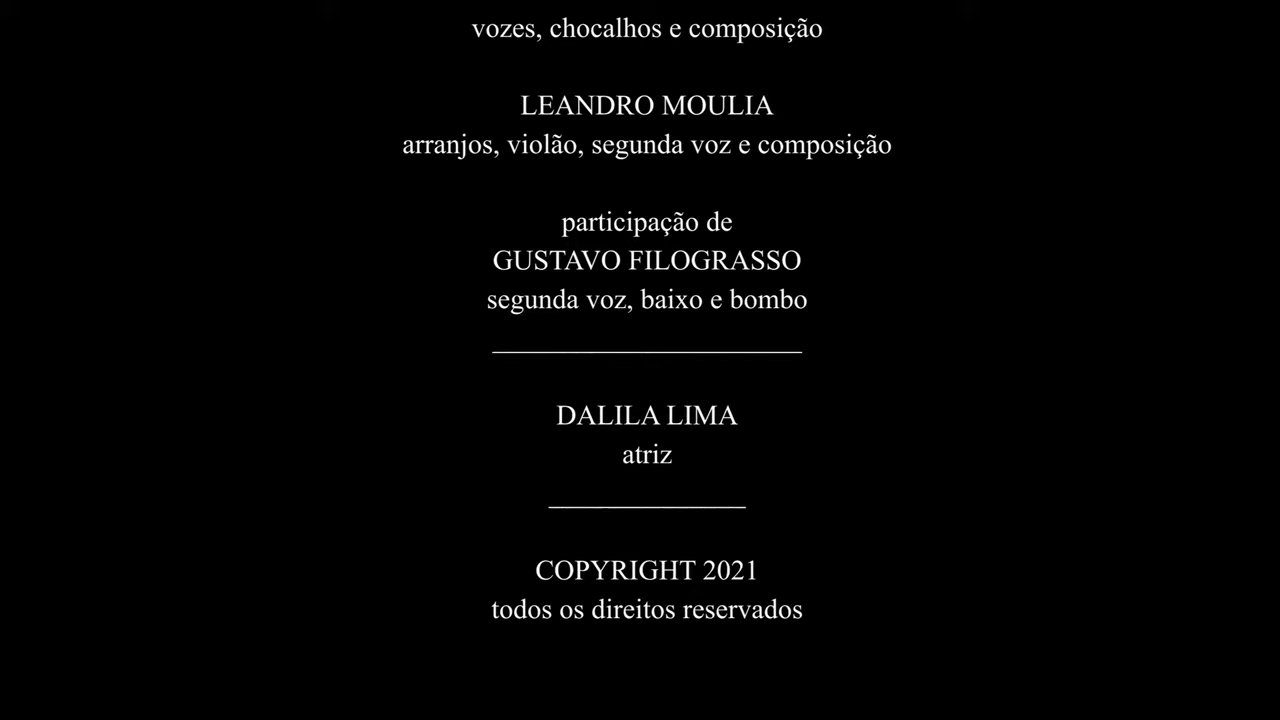 vozes, chocalhos e composição
LEANDRO MOULIA
arranjos, violão, segunda voz e composição
participação de
GUSTAVO FILOGRASSO
segunda voz, baixo e bombo
DALILA LIMA
atriz
COPYRIGHT 2021
todos os direitos reservados